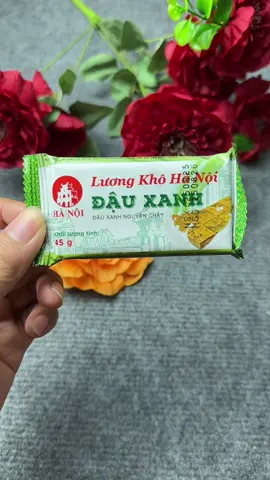 Lương Khô Hà Nội
HÀ NỘI
ĐẬU XANH
ĐẬU XANH NGUYÊN CHẤT
Khối lượng tịnh:
45 g